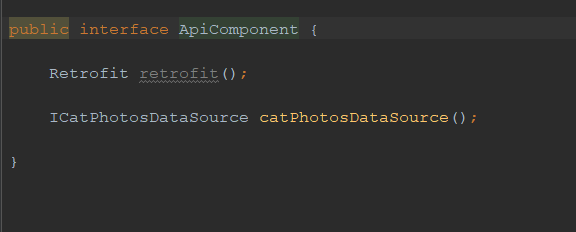 public interface ApiComponent {
Retrofit retrofit();
ICatPhotosDataSource catPhotosDataSource();
}